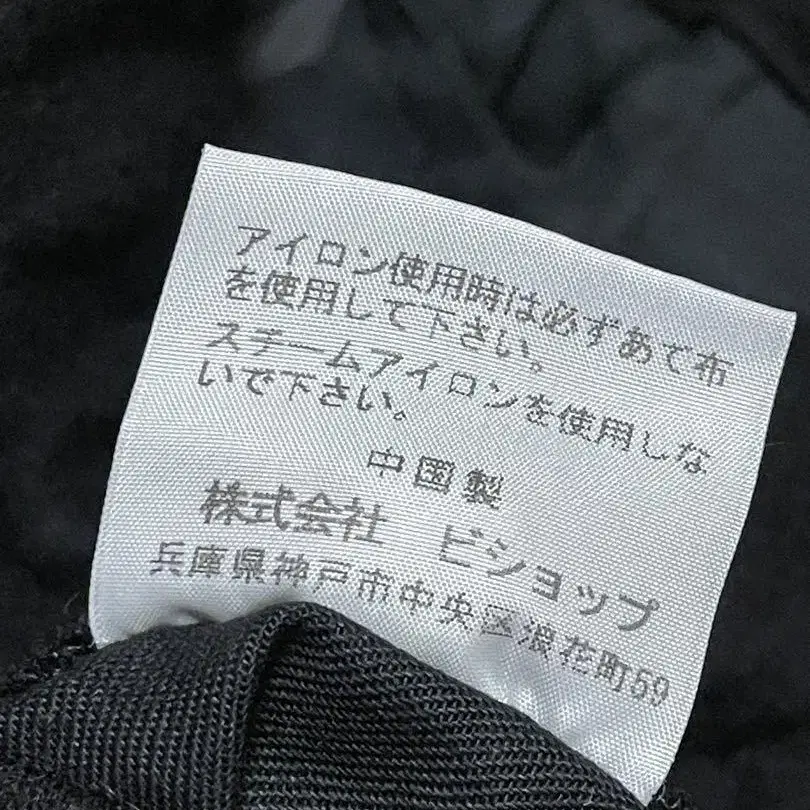 アイロン使用時は必ずあて布
を使用して下さい。
スチームアイロンを使用しな
いで下さい。
中国製
株式会社　ビショップ
兵庫県神戸市中央区浪花町59